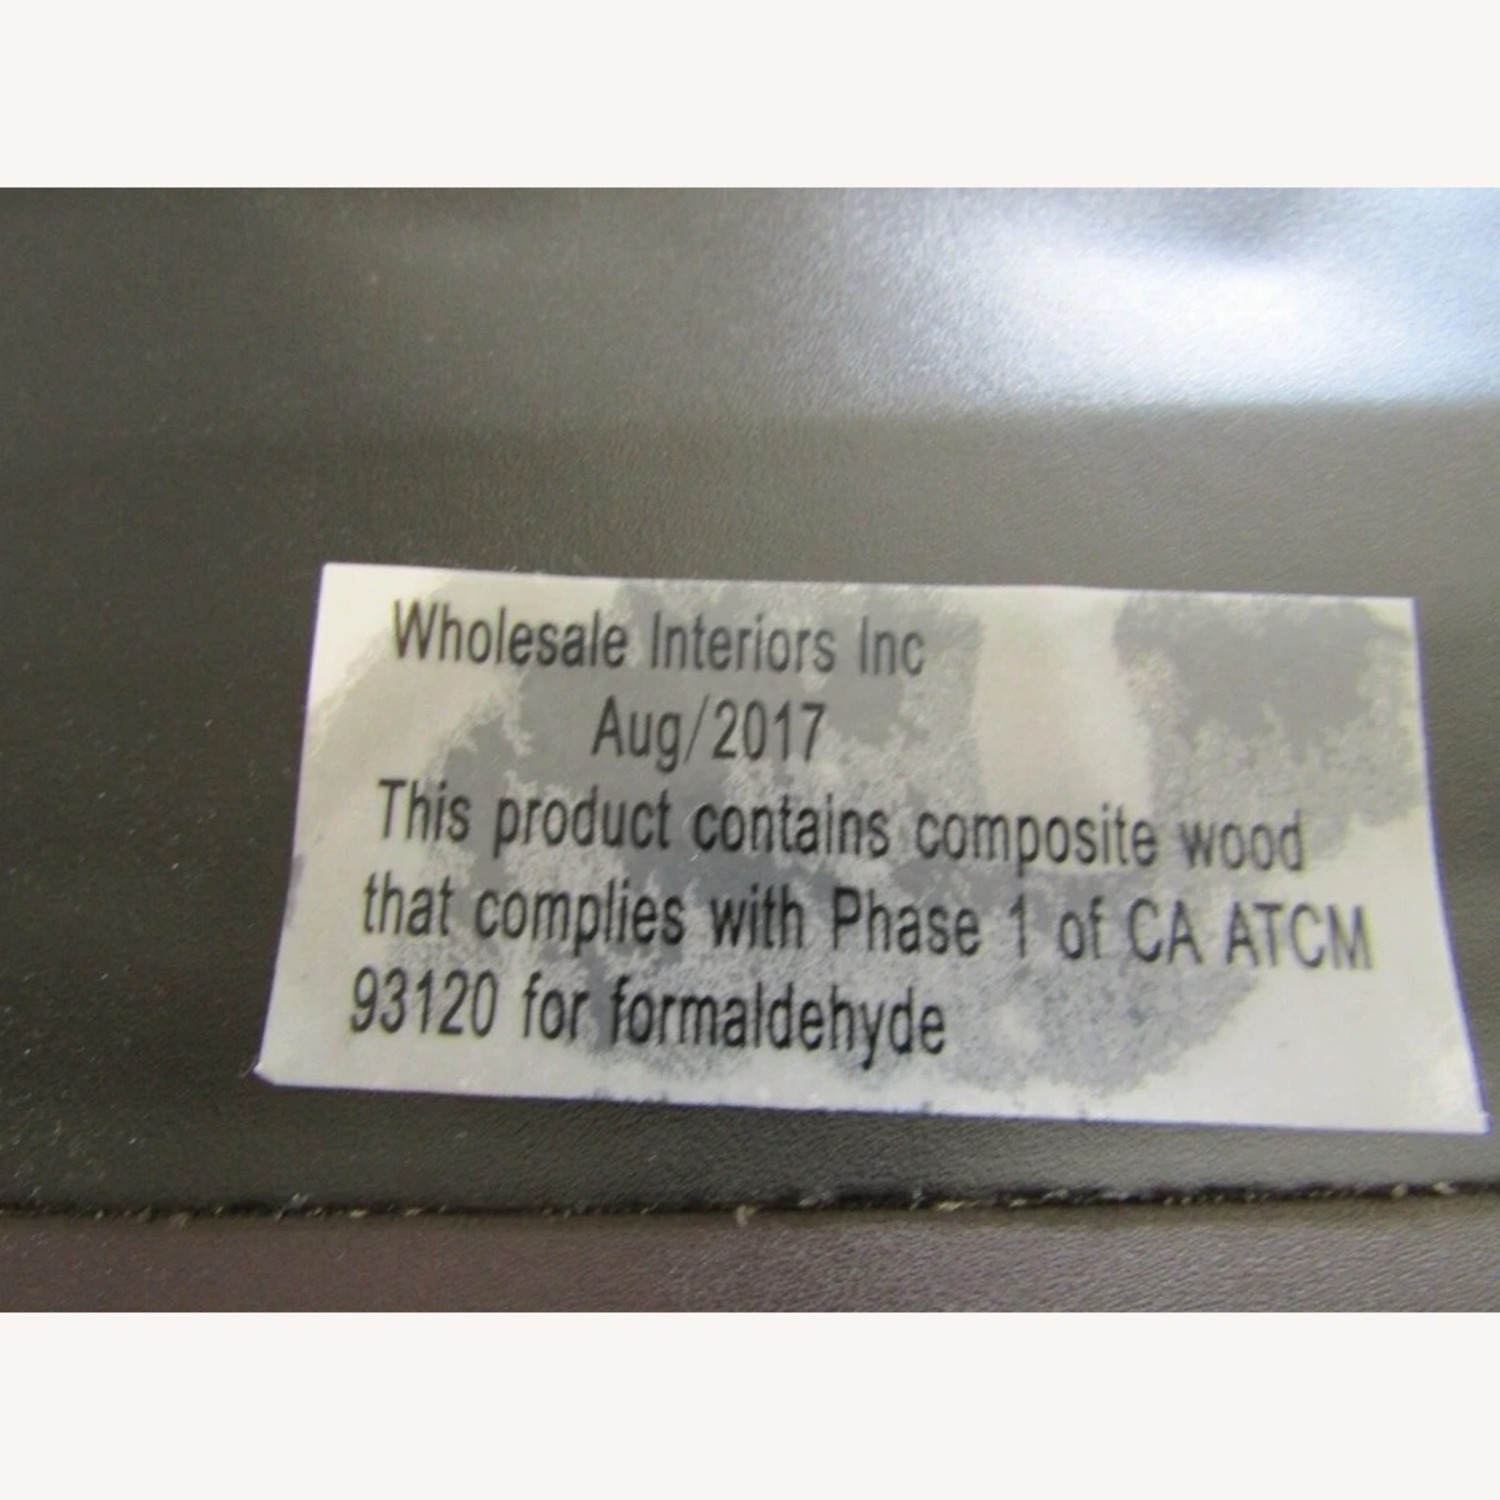 Wholesale Interiors Inc
Aug/2017
This product contains composite wood
that complies with Phase 1 of CA ATCM
93120 for formaldehyde